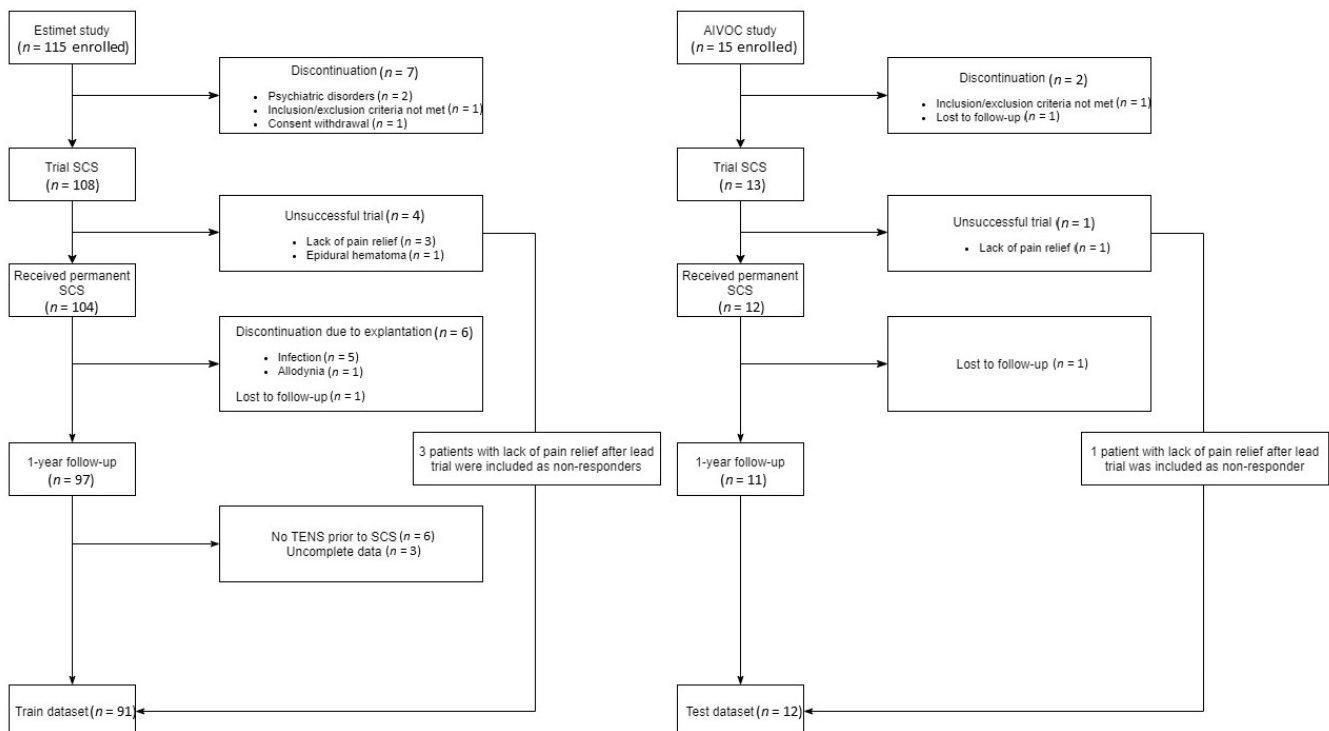 Estimet study
(n = 115 enrolled)
Discontinuation (n = 7)
• Psychiatric disorders (n = 2)
• Inclusion/exclusion criteria not met (n = 1)
• Consent withdrawal (n = 1)
Trial SCS
(n = 108)
Unsuccessful trial (n = 4)
• Lack of pain relief (n = 3)
• Epidural hematoma (n = 1)
Received permanent
SCS
(n = 104)
Discontinuation due to explantation (n = 6)
• Infection (n = 5)
• Allodynia (n = 1)
Lost to follow-up (n = 1)
3 patients with lack of pain relief after lead
trial were included as non-responders
1-year follow-up
(n = 97)
No TENS prior to SCS (n = 6)
Uncomplete data (n = 3)
Train dataset (n = 91)
AIVOC study
(n = 15 enrolled)
Discontinuation (n = 2)
• Inclusion/exclusion criteria not met (n = 1)
• Lost to follow-up (n = 1)
Trial SCS
(n = 13)
Unsuccessful trial (n = 1)
• Lack of pain relief (n = 1)
Received permanent
SCS
(n = 12)
Lost to follow-up (n = 1)
1 patient with lack of pain relief after lead
trial was included as non-responder
1-year follow-up
(n = 11)
Test dataset (n = 12)